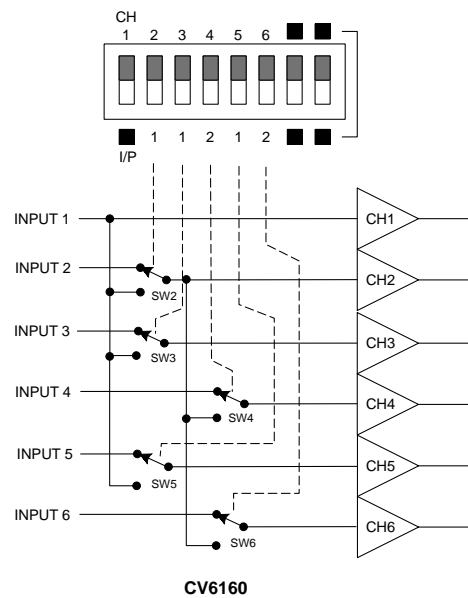 CH
1 2 3 4 5 6
1 1 2 1 2
I/P
INPUT 1
CH1
INPUT 2
SW2
CH2
INPUT 3
SW3
CH3
INPUT 4
SW4
CH4
INPUT 5
SW5
CH5
INPUT 6
SW6
CH6
CV6160